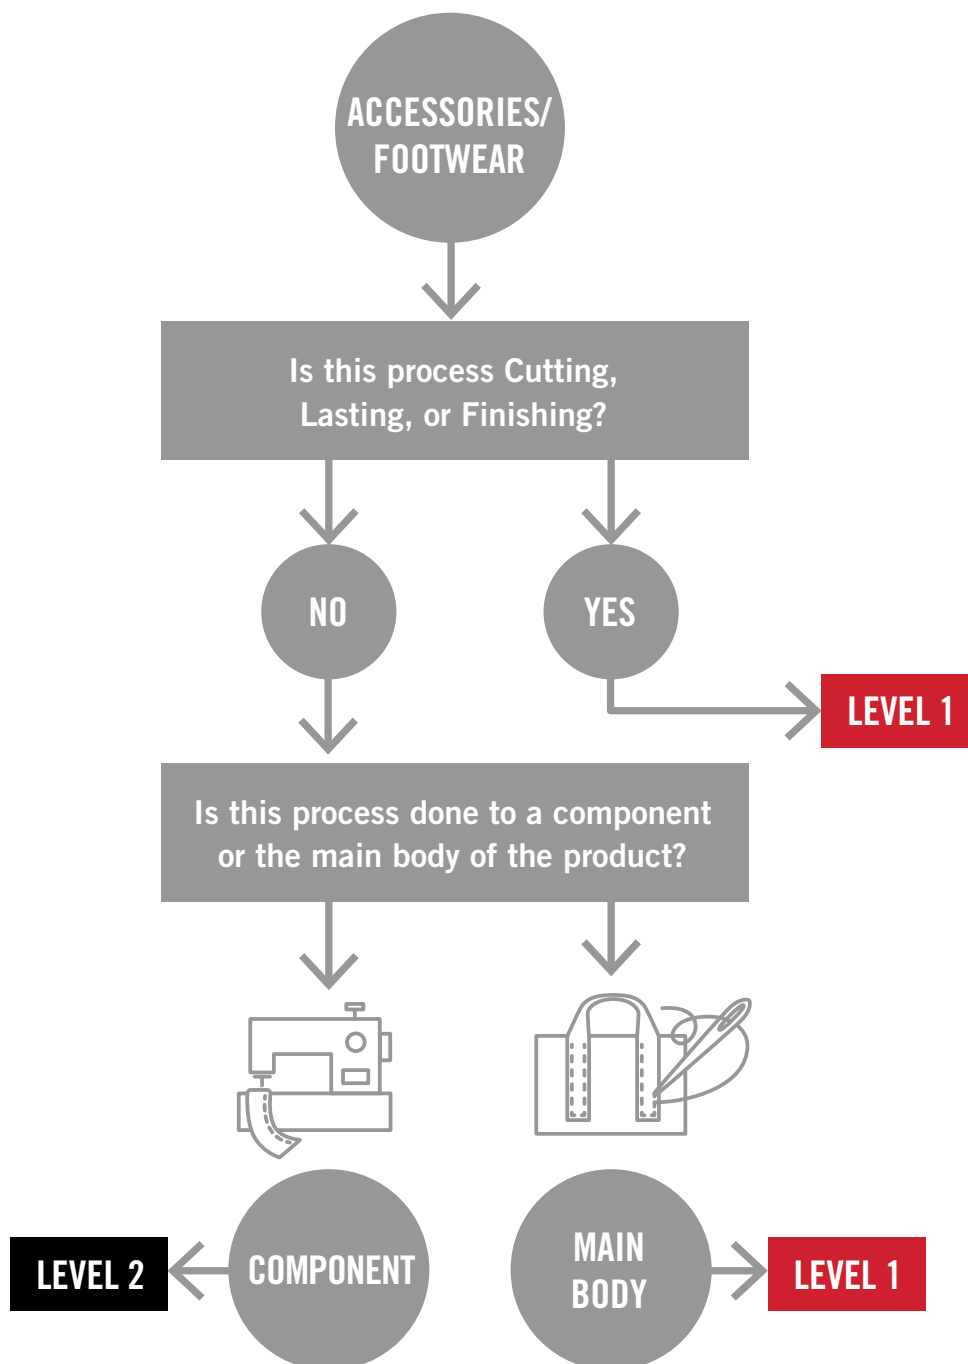 ACCESSORIES/
FOOTWEAR
Is this process Cutting,
Lasting, or Finishing?
NO
YES
LEVEL 1
Is this process done to a component
or the main body of the product?
LEVEL 2
COMPONENT
MAIN
BODY
LEVEL 1